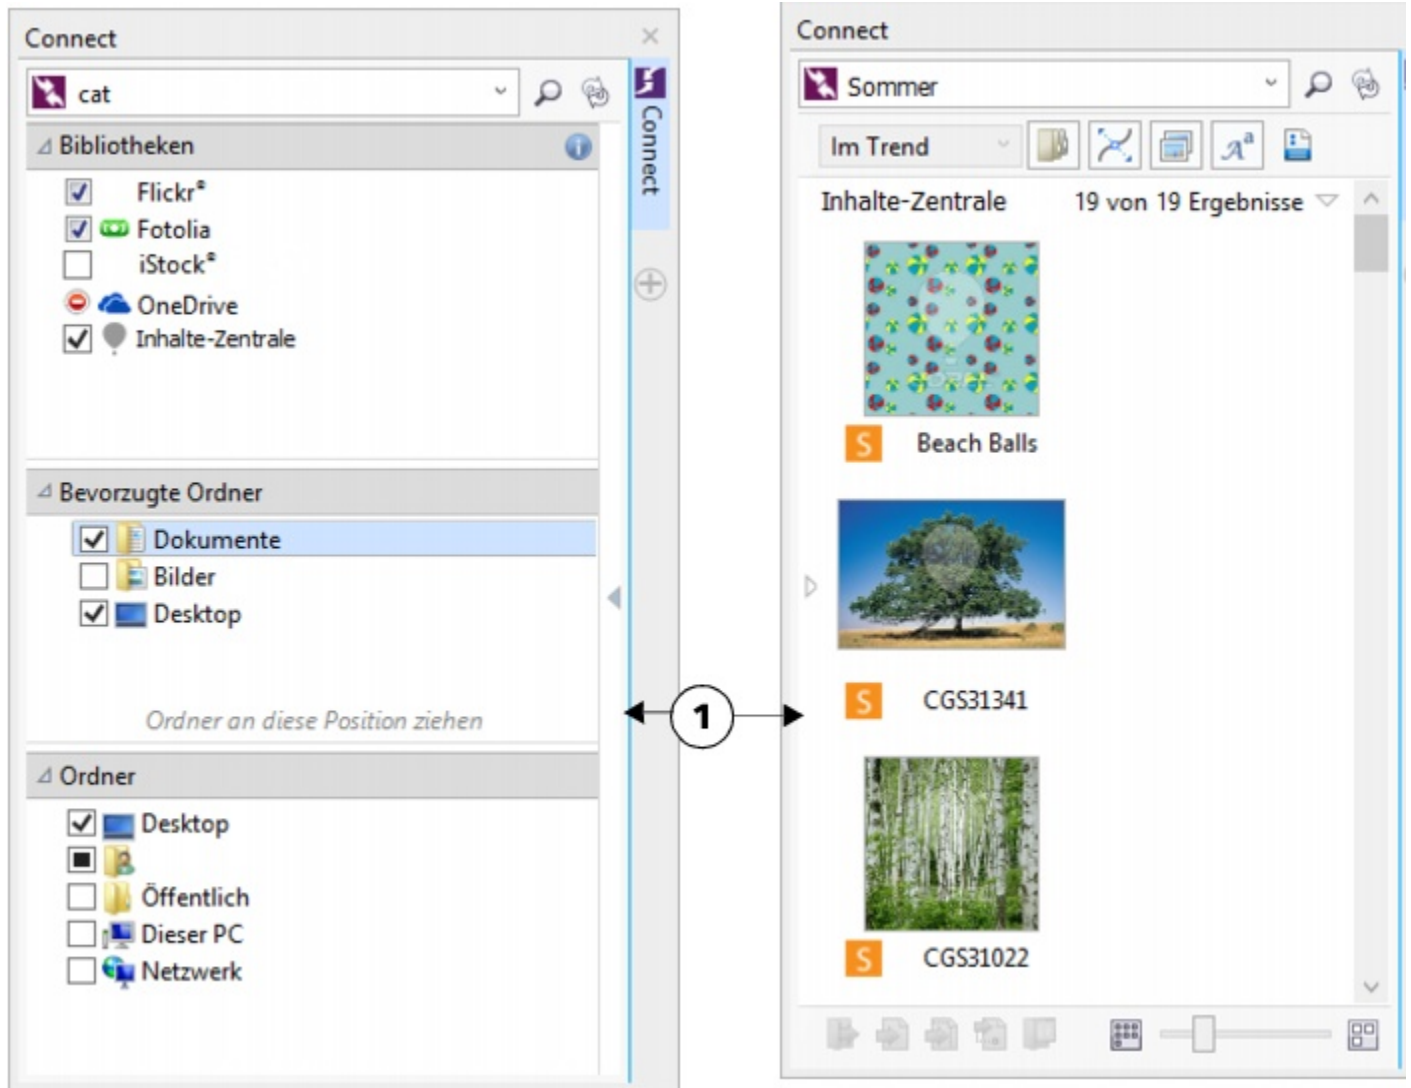 Connect
cat
Bibliotheken
Flickr®
Fotolia
iStock®
OneDrive
Inhalte-Zentrale
Bevorzugte Ordner
Dokumente
Bilder
Desktop
Ordner an diese Position ziehen
Ordner
Desktop
Öffentlich
Dieser PC
Netzwerk
Connect
1
Connect
Sommer
Im Trend
Inhalte-Zentrale 19 von 19 Ergebnisse
S Beach Balls
S CGS31341
S CGS31022